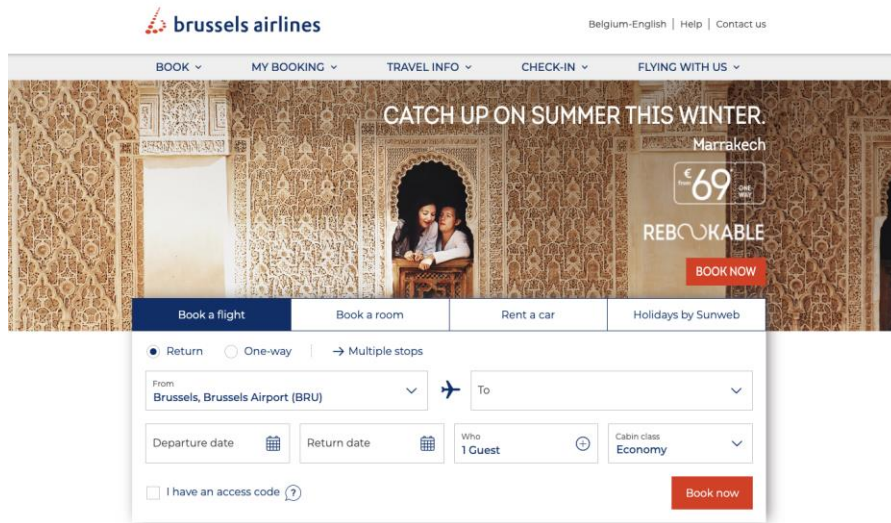 brussels airlines
Belgium-English | Help | Contact us
BOOK MY BOOKING TRAVEL INFO CHECK-IN FLYING WITH US
CATCH UP ON SUMMER THIS WINTER.
Marrakech
from €69* ONE-WAY
REBOOKABLE
BOOK NOW
Book a flight Book a room Rent a car Holidays by Sunweb
Return One-way | → Multiple stops
From
Brussels, Brussels Airport (BRU)
To
Departure date
Return date
Who
1 Guest
Cabin class
Economy
I have an access code ?
Book now